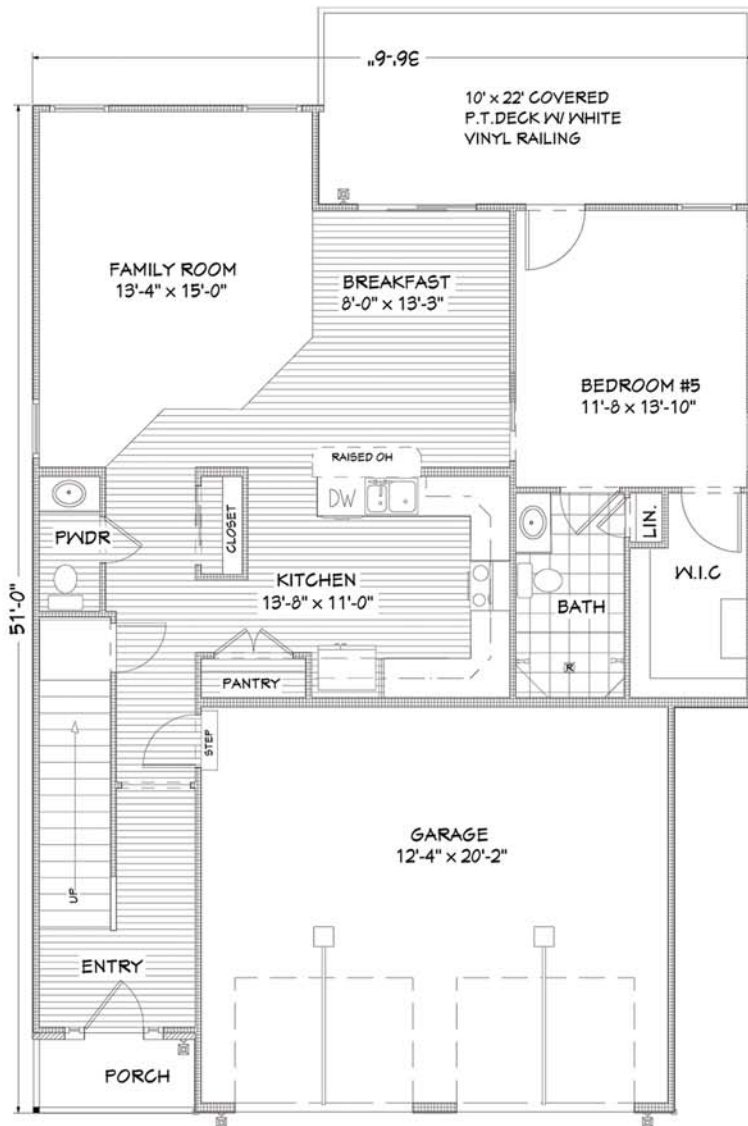 36'-6"
10' x 22' COVERED
P.T.DECK W/ WHITE
VINYL RAILING
FAMILY ROOM
13'-4" x 15'-0"
BREAKFAST
8'-0" x 13'-3"
BEDROOM #5
11'-8 x 13'-10"
RAISED OH
DW
CLOSET
PWDR
LIN.
KITCHEN
13'-8" x 11'-0"
BATH
W.I.C
51'-0"
PANTRY
STEP
GARAGE
12'-4" x 20'-2"
UP
ENTRY
PORCH